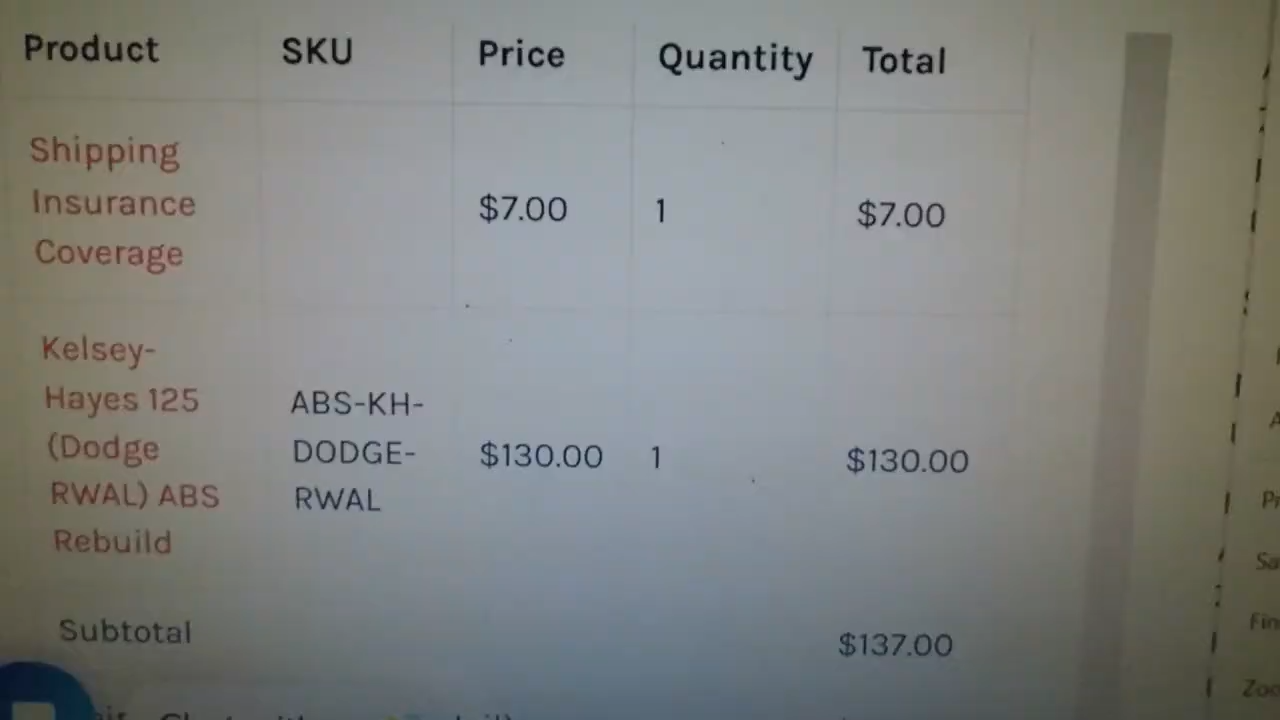 Product SKU Price Quantity Total
Shipping
Insurance $7.00 1 $7.00
Coverage
Kelsey-
Hayes 125 ABS-KH-
(Dodge DODGE- $130.00 1 $130.00
RWAL) ABS RWAL
Rebuild
Subtotal $137.00